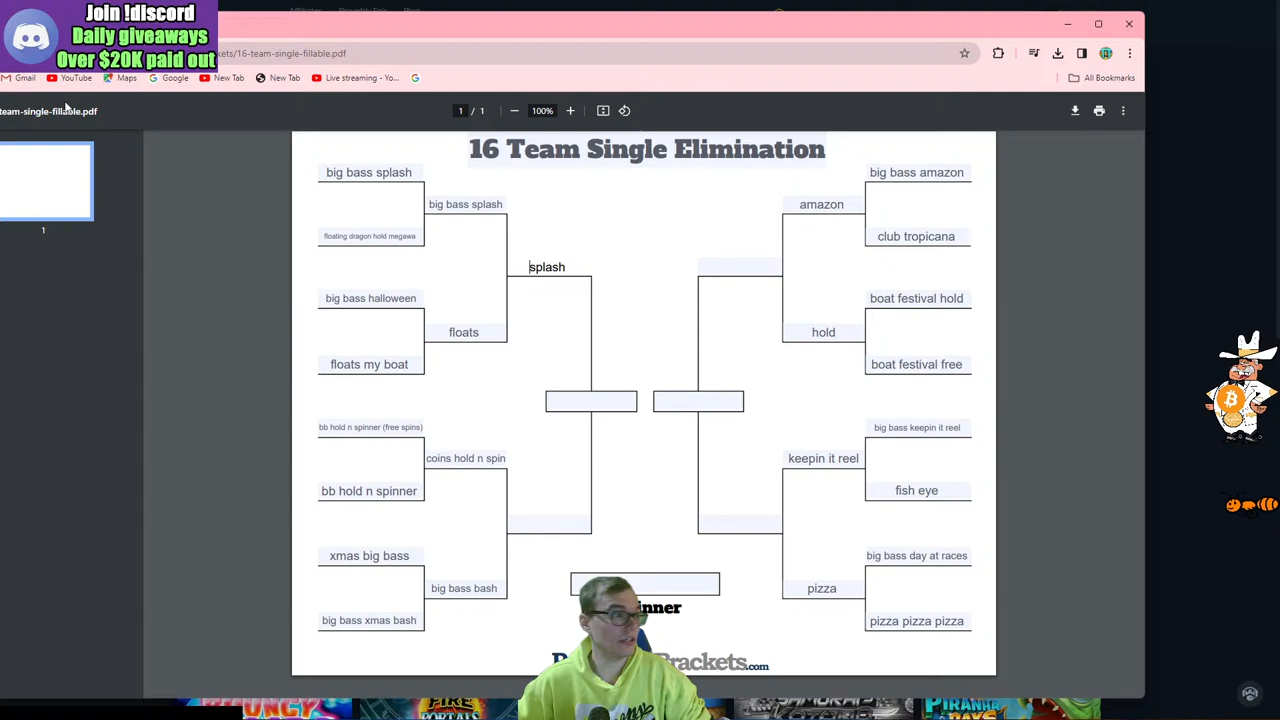 Join !discord
Daily giveaways
Over $20K paid out
ets/16-team-single-fillable.pdf
Gmail
YouTube
Maps
Google
New Tab
New Tab
Live streaming - Yo...
All Bookmarks
team-single-fillable.pdf
1 / 1
100%
1
16 Team Single Elimination
big bass splash
big bass amazon
big bass splash
amazon
floating dragon hold megawa
club tropicana
splash
big bass halloween
boat festival hold
floats
hold
floats my boat
boat festival free
bb hold n spinner (free spins)
big bass keepin it reel
coins hold n spin
keepin it reel
bb hold n spinner
fish eye
xmas big bass
big bass day at races
big bass bash
pizza
inner
big bass xmas bash
pizza pizza pizza
Brackets.com
FIRE
PORTALS
PIRANHA